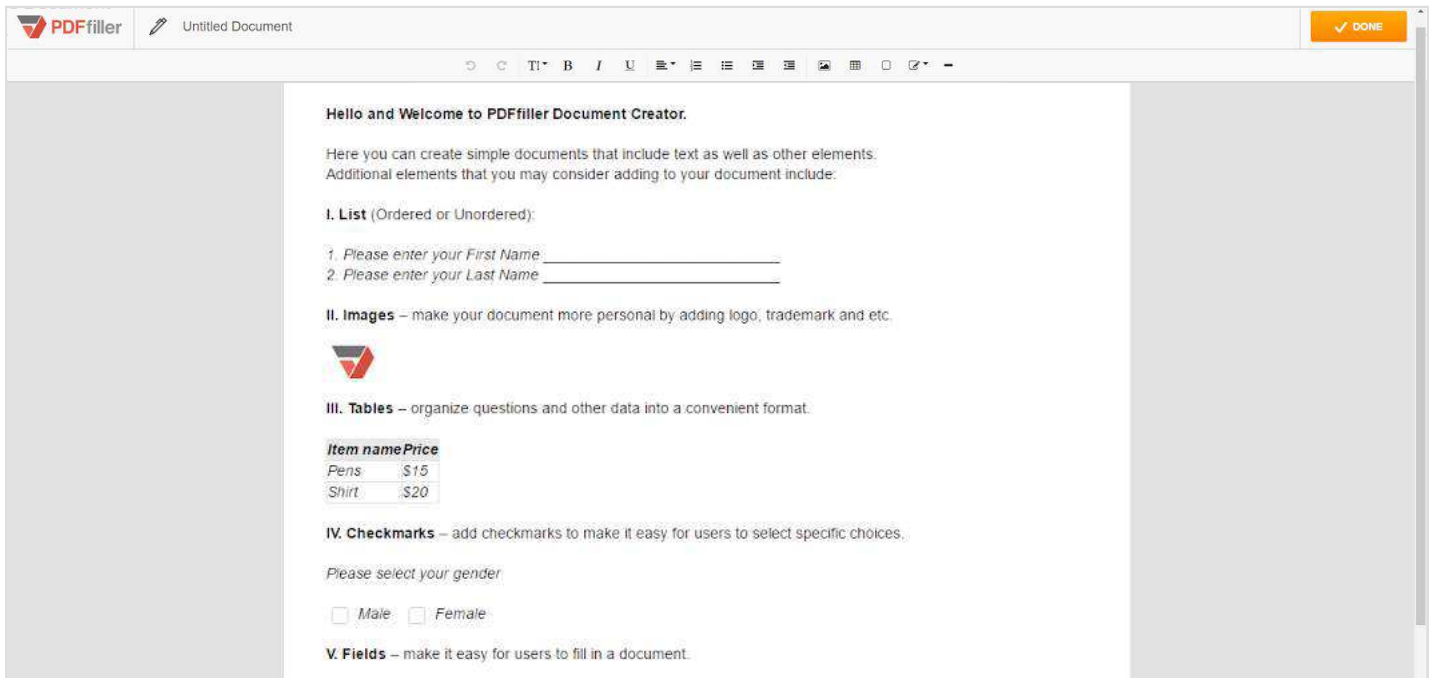 PDFfiller
Untitled Document
DONE
T!
B
I
U
Hello and Welcome to PDFfiller Document Creator.
Here you can create simple documents that include text as well as other elements.
Additional elements that you may consider adding to your document include:
I. List (Ordered or Unordered):
1. Please enter your First Name
2. Please enter your Last Name
II. Images – make your document more personal by adding logo, trademark and etc.
III. Tables – organize questions and other data into a convenient format.
Item name Price
Pens $15
Shirt $20
IV. Checkmarks – add checkmarks to make it easy for users to select specific choices.
Please select your gender
Male Female
V. Fields – make it easy for users to fill in a document.